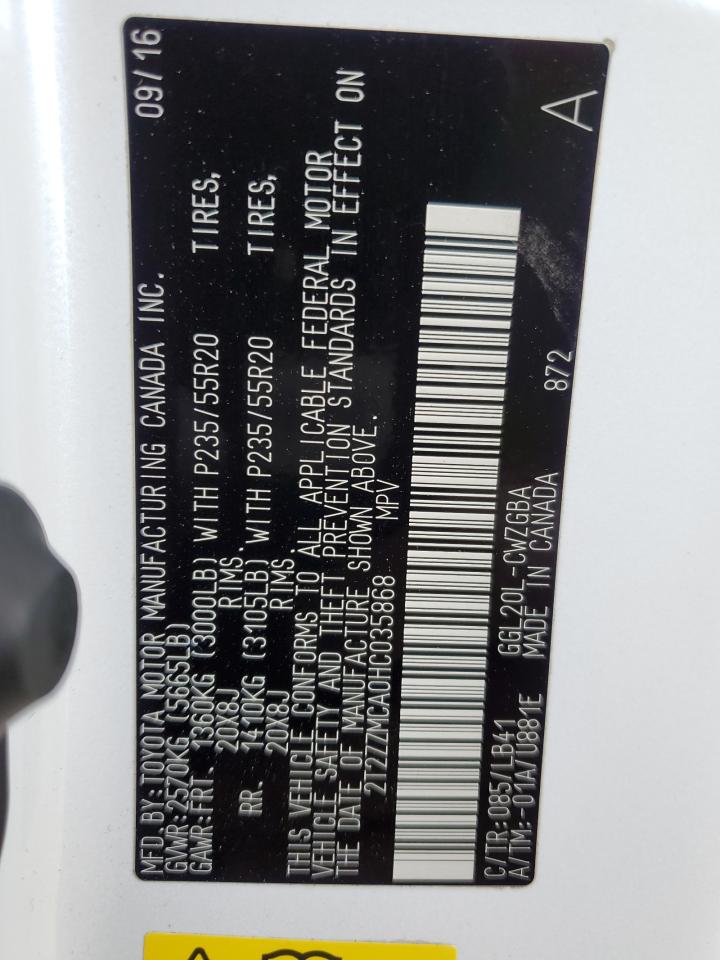 MFD. BY: TOYOTA MOTOR MANUFACTURING CANADA INC. 09/16
GVWR: 2570KG (5665LB)
GAWR: FRT. 1360KG (3000LB) WITH P235/55R20 TIRES,
20X8J RIMS.
RR. 1410KG (3105LB) WITH P235/55R20 TIRES,
20X8J RIMS
THIS VEHICLE CONFORMS TO ALL APPLICABLE FEDERAL MOTOR
VEHICLE SAFETY AND THEFT PREVENTION STANDARDS IN EFFECT ON
THE DATE OF MANUFACTURE SHOWN ABOVE.
2T2ZZMCA0HC035868 MPV
C/TR: 085/LB41 GGL20L-CWZGBA 872 A
A/TM: -01A/U881E MADE IN CANADA